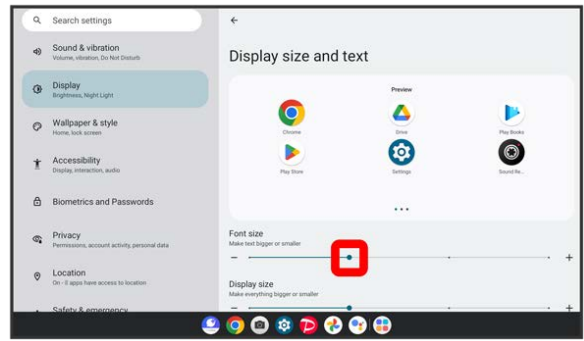 Search settings
Sound & vibration
Volume, vibration, Do Not Disturb
Display
Brightness, Night Light
Wallpaper & style
Home, lock screen
Accessibility
Display, interaction, audio
Biometrics and Passwords
Privacy
Permissions, account activity, personal data
Location
On - 0 apps have access to location
Safety & emergency
Display size and text
Preview
Chrome
Drive
Play Books
Play Store
Settings
Sound Re...
Font size
Make text bigger or smaller
Display size
Make everything bigger or smaller